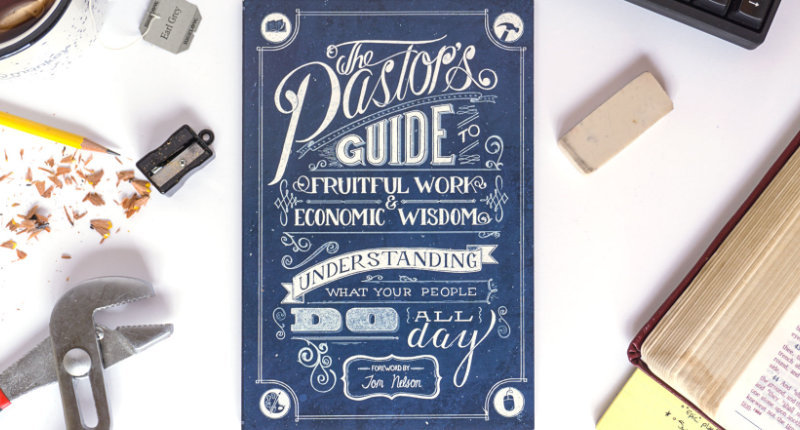 Earl Grey
The
Pastor's
GUIDE TO
FRUITFUL WORK
&
ECONOMIC WISDOM
UNDERSTANDING
WHAT YOUR PEOPLE
DO ALL
day
FOREWORD BY
Tom Nelson